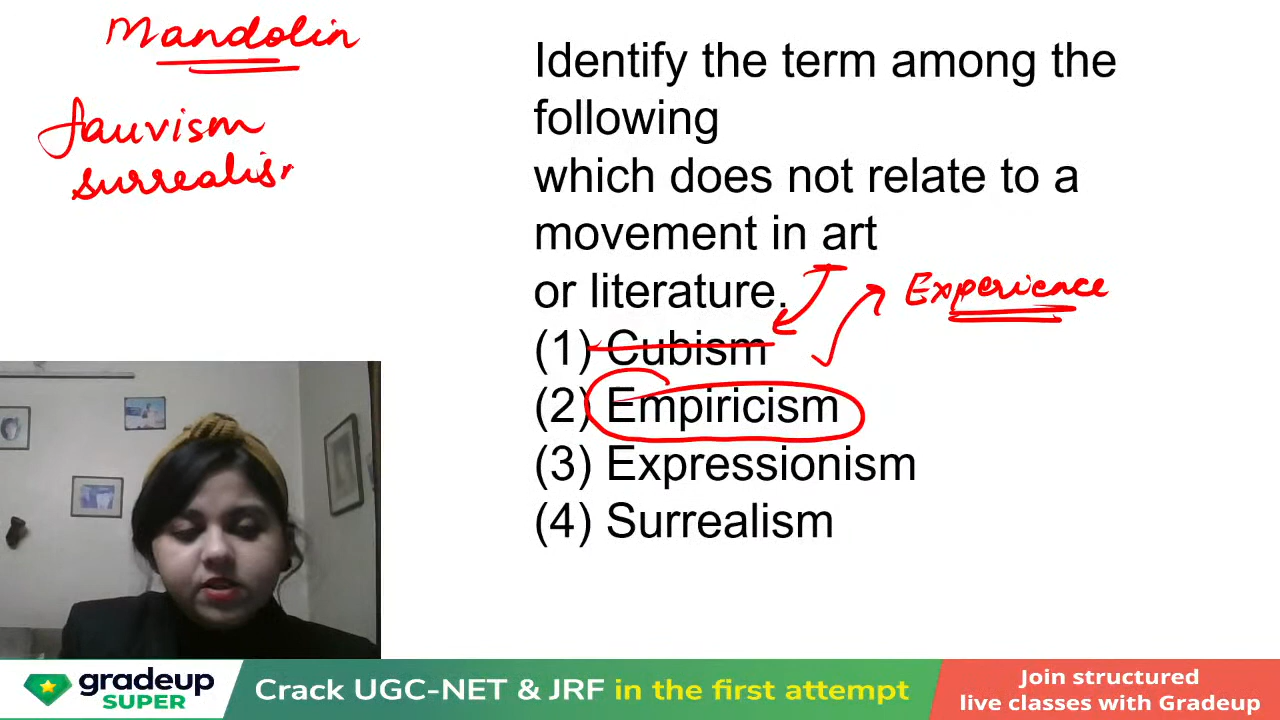 Mandolin
fauvism
surrealis
Identify the term among the
following
which does not relate to a
movement in art
or literature.
Experience
(1) Cubism
(2) Empiricism
(3) Expressionism
(4) Surrealism
gradeup
SUPER
Crack UGC-NET & JRF in the first attempt
Join structured
live classes with Gradeup